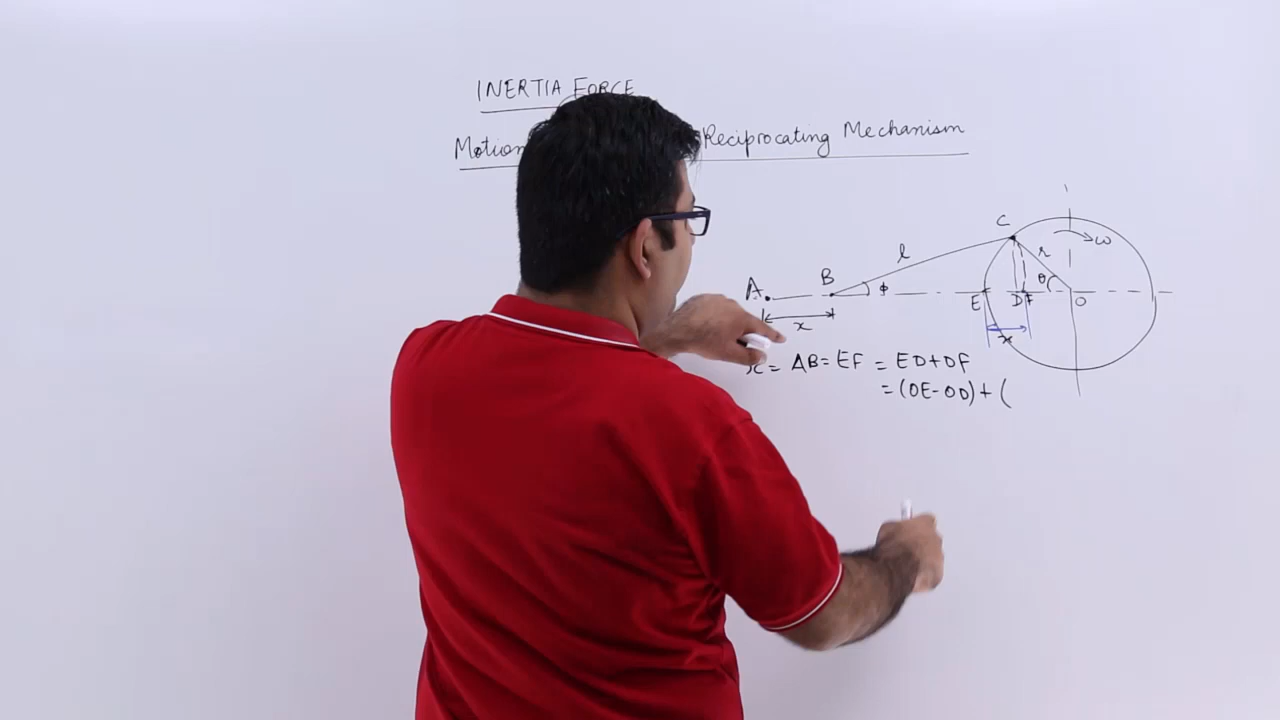 INERTIA FORCE
Motion Reciprocating Mechanism
C
ω
r
l
θ
A B ϕ E D F O
x
x
x = AB = EF = ED + DF
= (OE - OD) + (